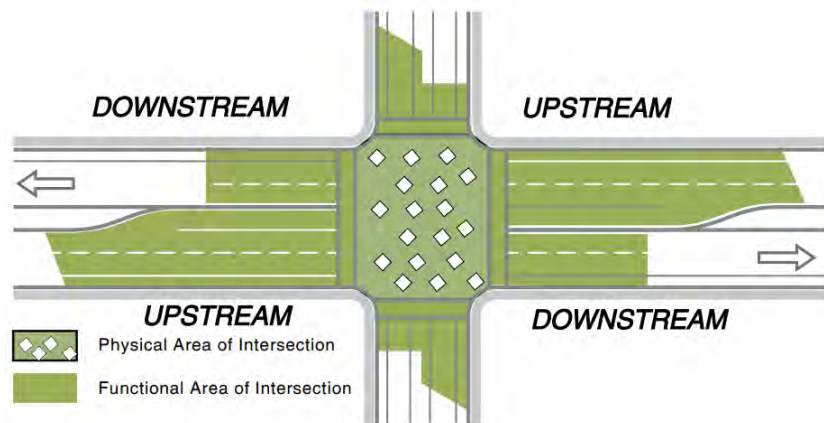 DOWNSTREAM
UPSTREAM
UPSTREAM
DOWNSTREAM
Physical Area of Intersection
Functional Area of Intersection